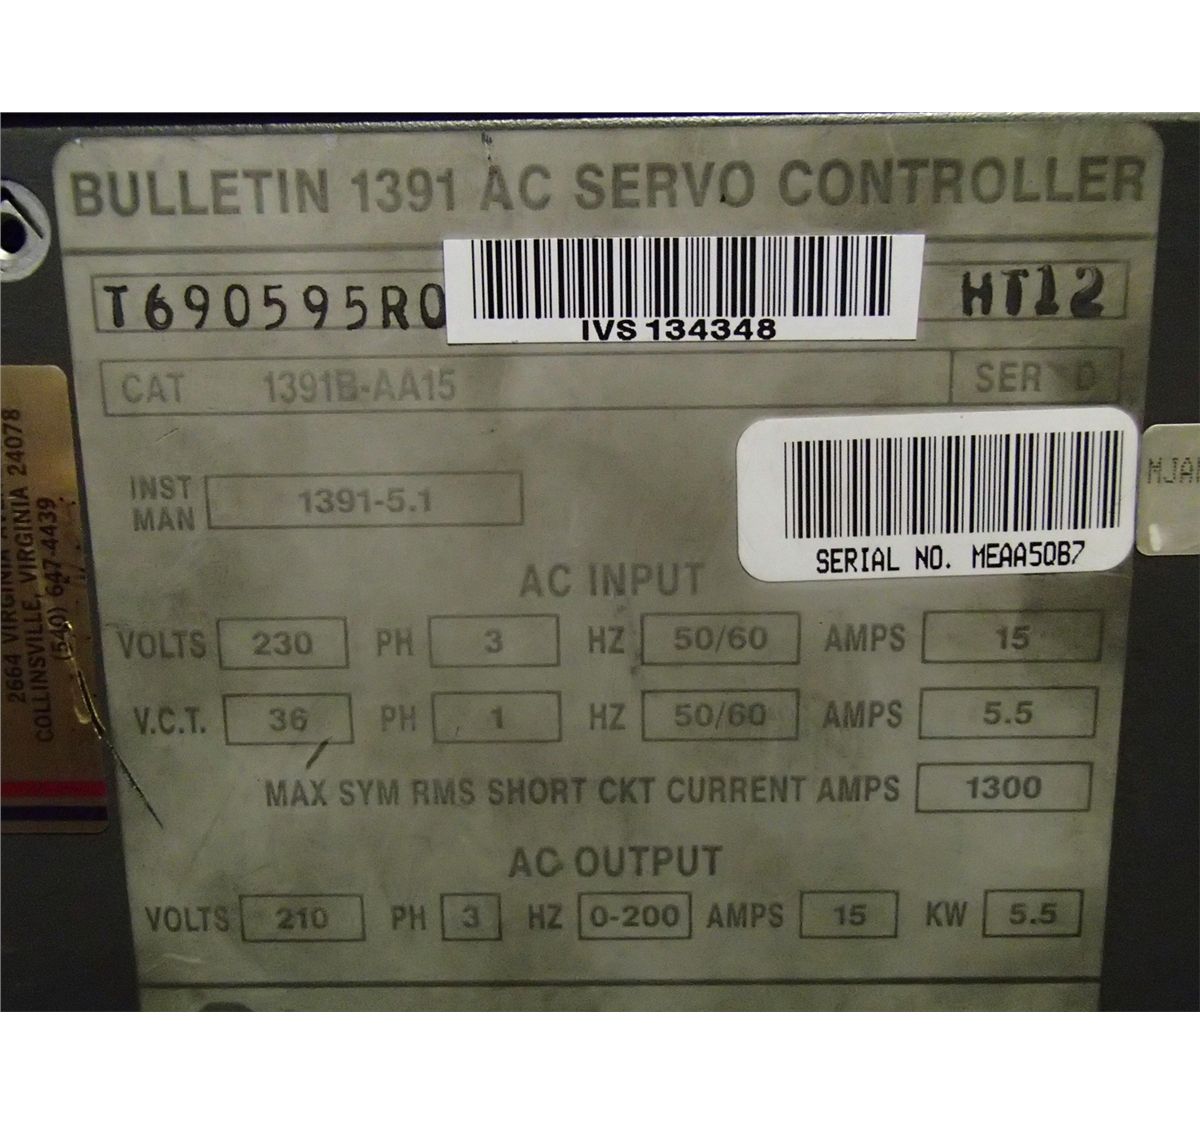 BULLETIN 1391 AC SERVO CONTROLLER
T690595R0
IVS134348
HT12
CAT 1391B-AA15 SER D
INST MAN 1391-5.1
SERIAL NO. MEAA5QB7
AC INPUT
VOLTS 230 PH 3 HZ 50/60 AMPS 15
V.C.T. 36 PH 1 HZ 50/60 AMPS 5.5
MAX SYM RMS SHORT CKT CURRENT AMPS 1300
AC OUTPUT
VOLTS 210 PH 3 HZ 0-200 AMPS 15 KW 5.5
2664 VIRGINIA
COLLINSVILLE, VIRGINIA 24078
(540) 647-4439